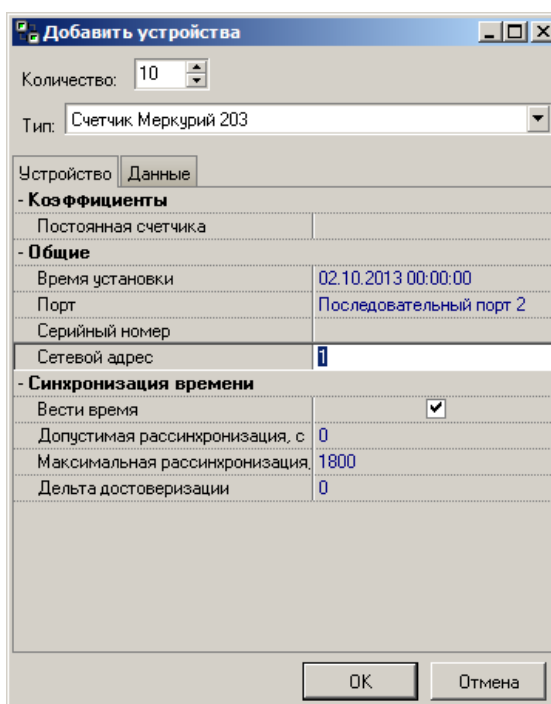 Добавить устройства
Количество: 10
Тип: Счетчик Меркурий 203
Устройство Данные
- Коэффициенты
Постоянная счетчика
- Общие
Время установки 02.10.2013 00:00:00
Порт Последовательный порт 2
Серийный номер
Сетевой адрес 1
- Синхронизация времени
Вести время
Допустимая рассинхронизация, с 0
Максимальная рассинхронизация, 1800
Дельта достоверизации 0
OK Отмена